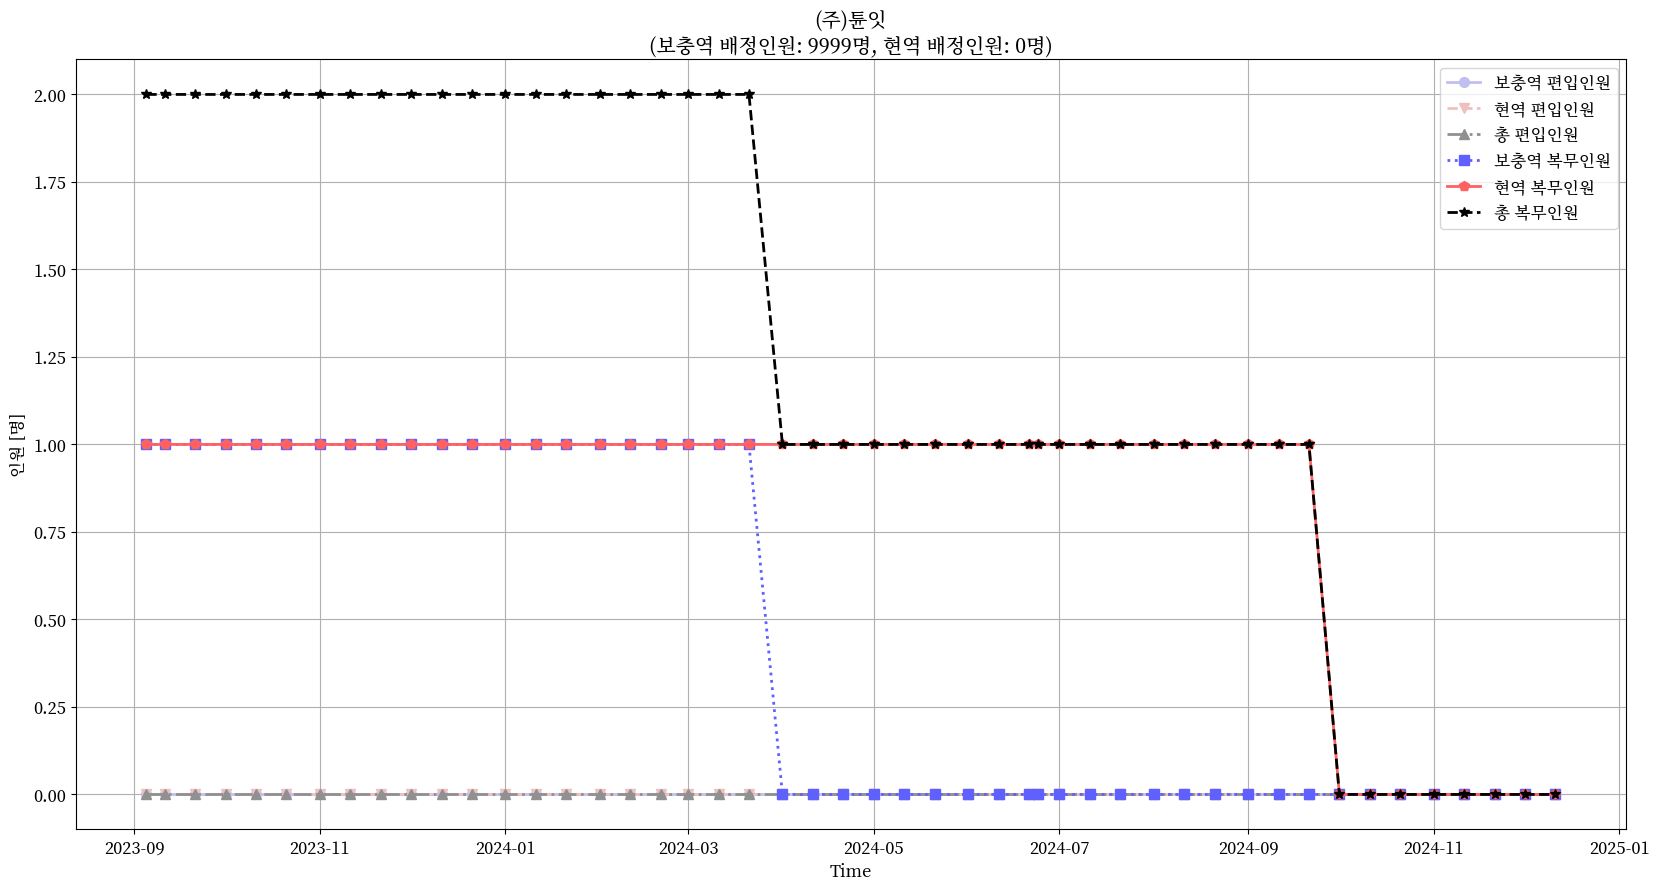 (주)튠잇
(보충역 배정인원: 9999명, 현역 배정인원: 0명)
보충역 편입인원
현역 편입인원
총 편입인원
보충역 복무인원
현역 복무인원
총 복무인원
인원 [명]
2.00
1.75
1.50
1.25
1.00
0.75
0.50
0.25
0.00
2023-09
2023-11
2024-01
2024-03
2024-05
2024-07
2024-09
2024-11
2025-01
Time